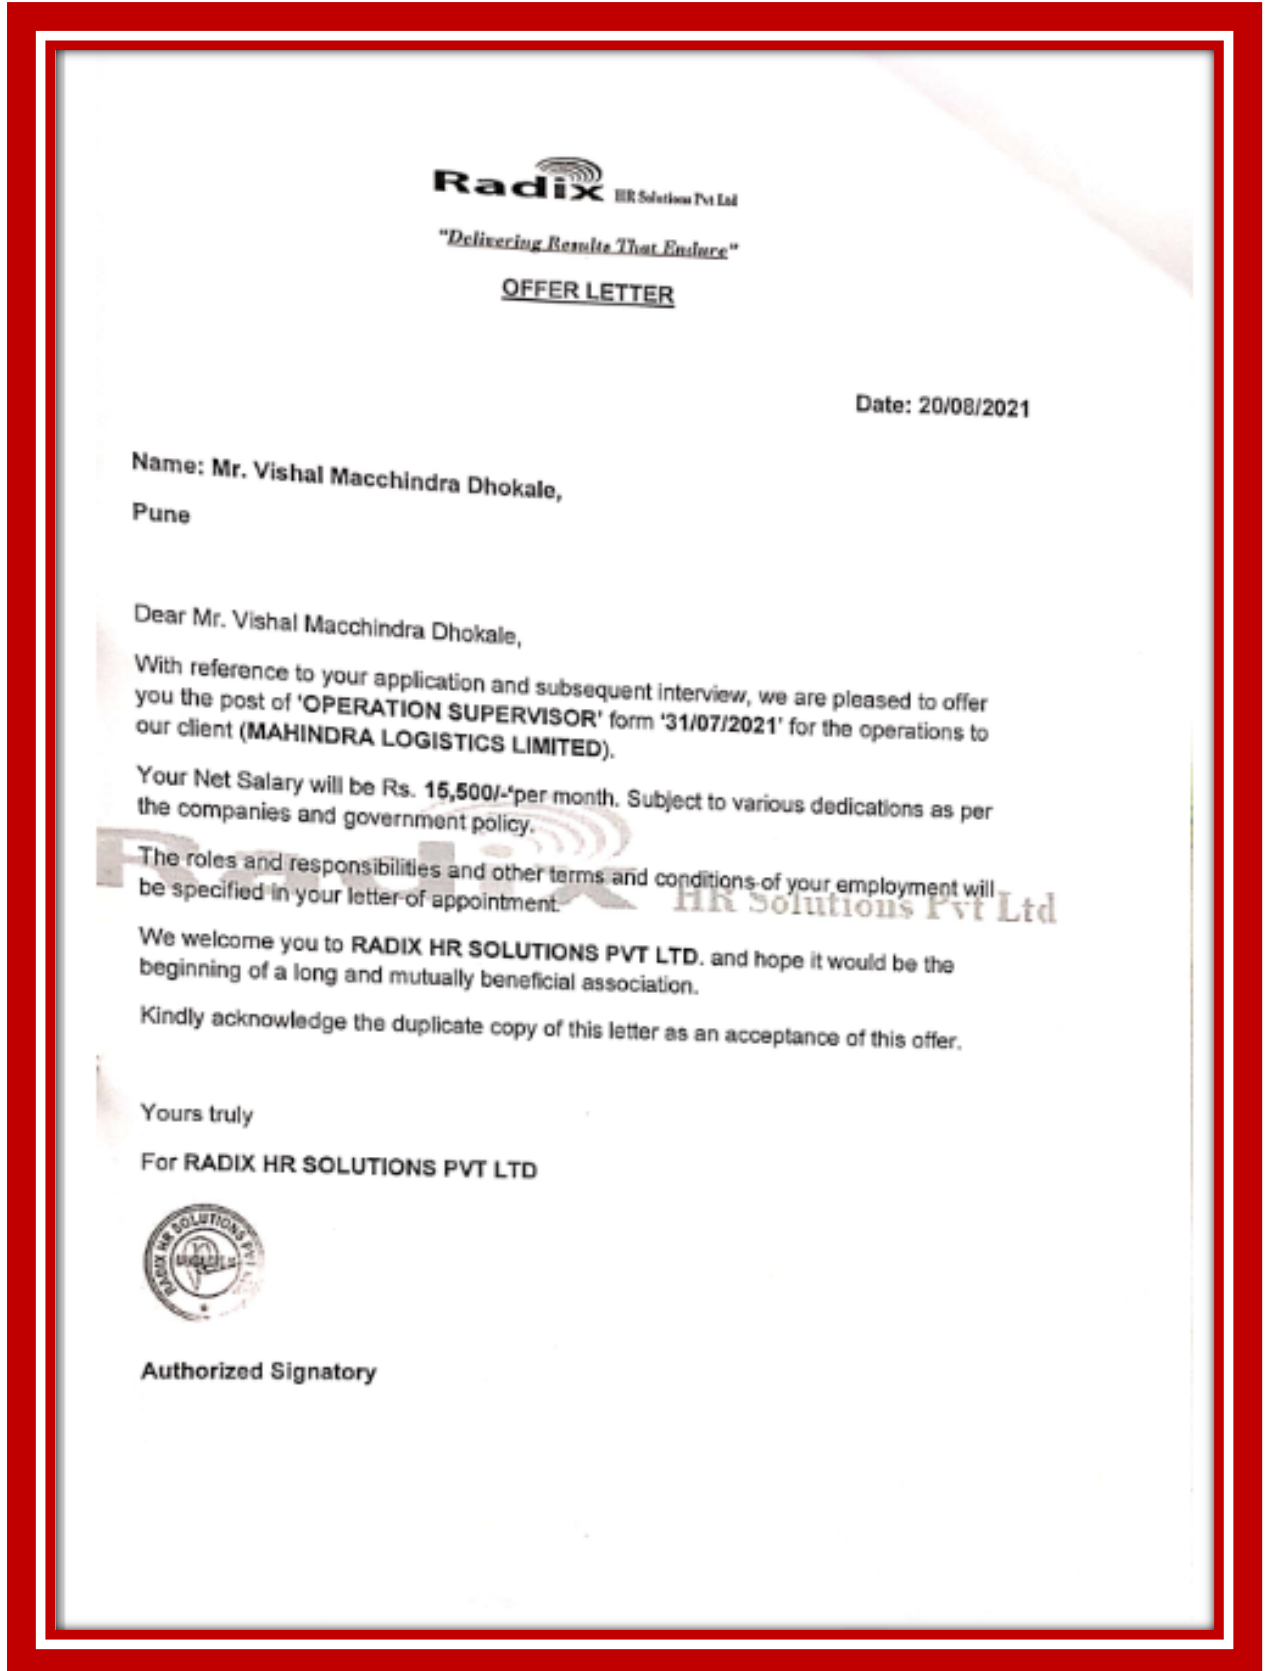 Radix HR Solutions Pvt Ltd
"Delivering Results That Endure"
OFFER LETTER
Date: 20/08/2021
Name: Mr. Vishal Macchindra Dhokale,
Pune
Dear Mr. Vishal Macchindra Dhokale,
With reference to your application and subsequent interview, we are pleased to offer
you the post of 'OPERATION SUPERVISOR' form '31/07/2021' for the operations to
our client (MAHINDRA LOGISTICS LIMITED).
Your Net Salary will be Rs. 15,500/-'per month. Subject to various dedications as per
the companies and government policy.
The roles and responsibilities and other terms and conditions of your employment will
be specified in your letter of appointment.
Radix HR Solutions Pvt Ltd
We welcome you to RADIX HR SOLUTIONS PVT LTD. and hope it would be the
beginning of a long and mutually beneficial association.
Kindly acknowledge the duplicate copy of this letter as an acceptance of this offer.
Yours truly
For RADIX HR SOLUTIONS PVT LTD
RADIX HR SOLUTIONS PVT
Authorized Signatory